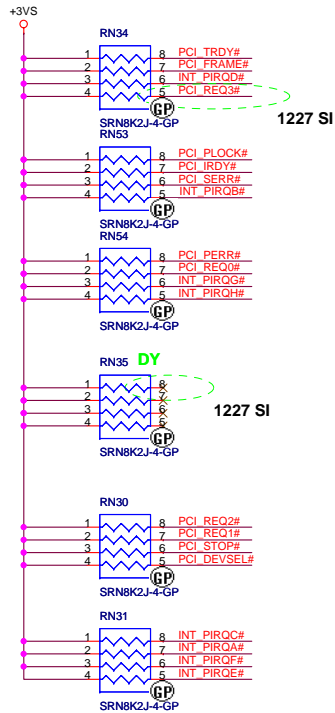 +3VS
RN34
1 8 PCI_TRDY#
2 7 PCI_FRAME#
3 6 INT_PIRQD#
4 5 PCI_REQ3#
GP
SRN8K2J-4-GP
1227 SI
RN53
1 8 PCI_PLOCK#
2 7 PCI_IRDY#
3 6 PCI_SERR#
4 5 INT_PIRQB#
GP
SRN8K2J-4-GP
RN54
1 8 PCI_PERR#
2 7 PCI_REQ0#
3 6 INT_PIRQG#
4 5 INT_PIRQH#
GP
SRN8K2J-4-GP
RN35 DY
1 8
2 7
3 6
4 5
1227 SI
GP
SRN8K2J-4-GP
RN30
1 8 PCI_REQ2#
2 7 PCI_REQ1#
3 6 PCI_STOP#
4 5 PCI_DEVSEL#
GP
SRN8K2J-4-GP
RN31
1 8 INT_PIRQC#
2 7 INT_PIRQA#
3 6 INT_PIRQF#
4 5 INT_PIRQE#
GP
SRN8K2J-4-GP